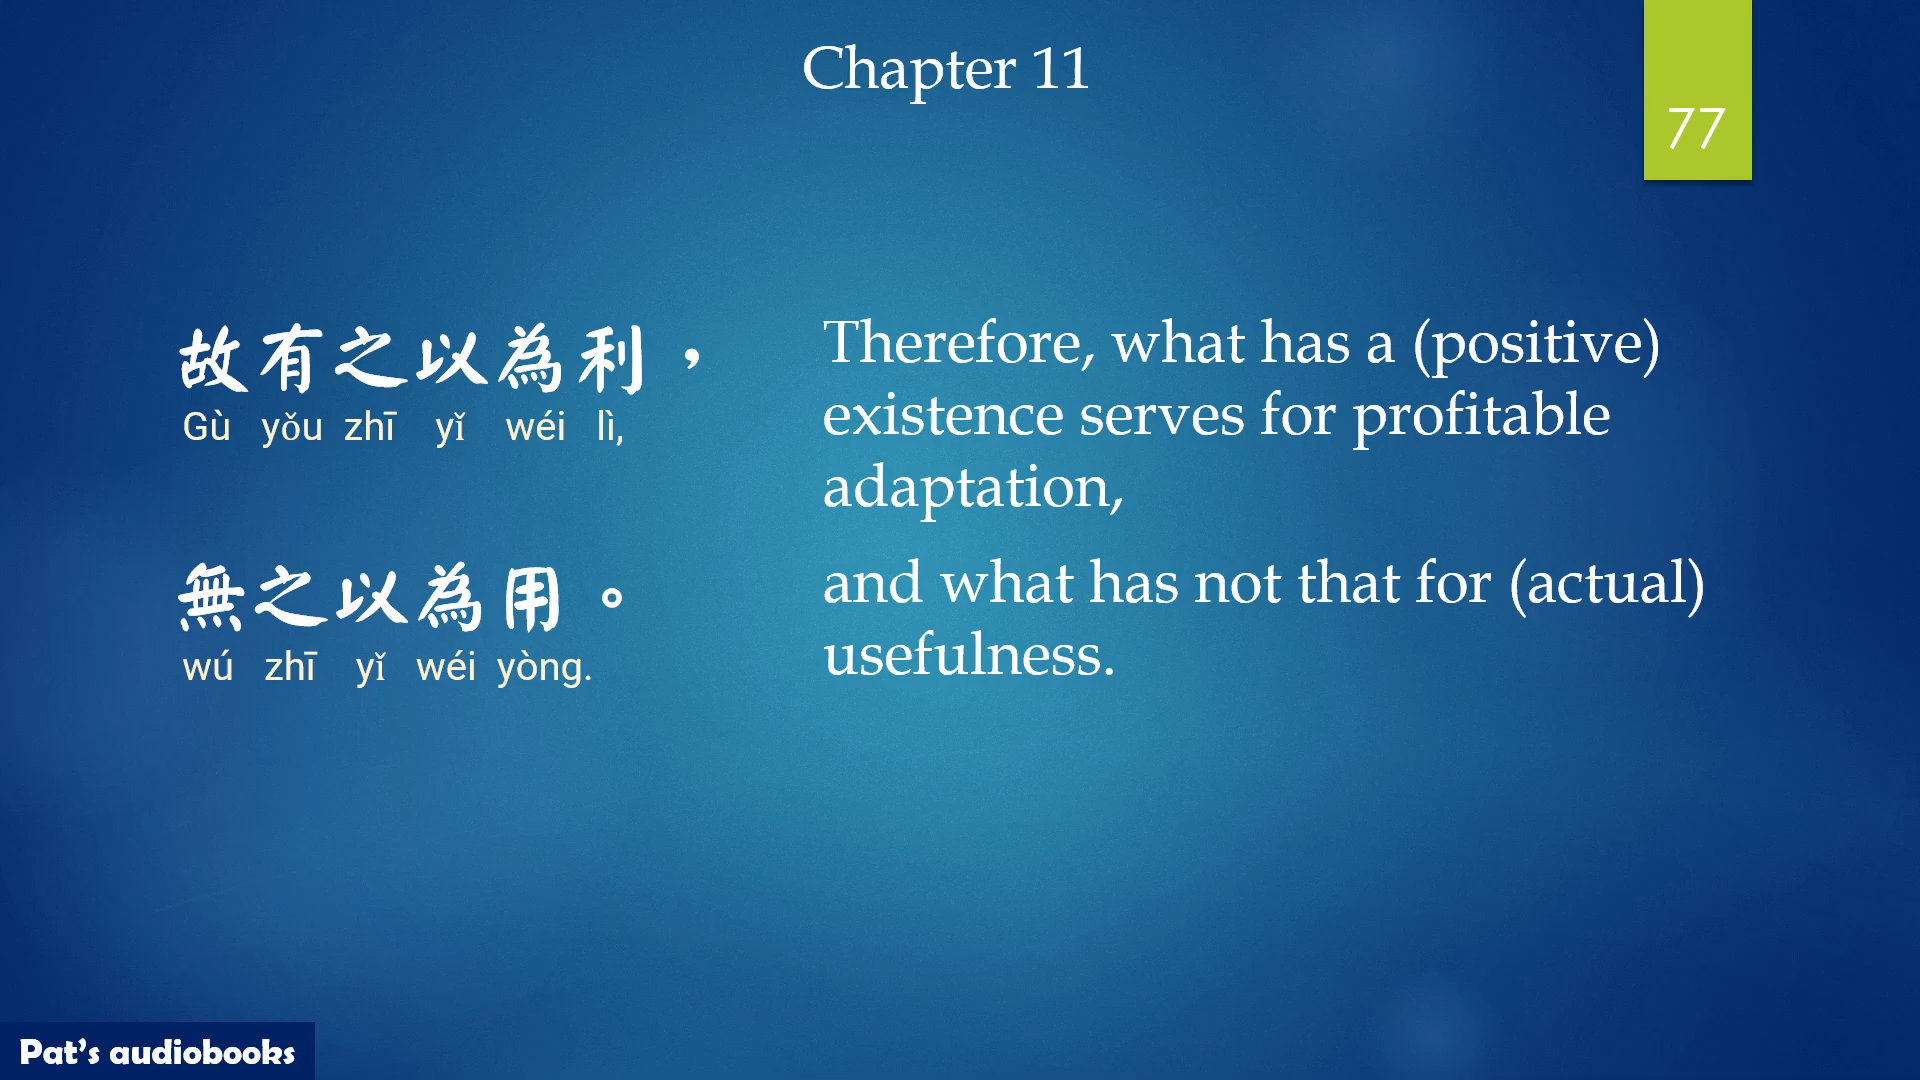 Chapter 11
77
故有之以為利，
Gù yǒu zhī yǐ wéi lì,
Therefore, what has a (positive)
existence serves for profitable
adaptation,
無之以為用。
wú zhī yǐ wéi yòng.
and what has not that for (actual)
usefulness.
Pat's audiobooks